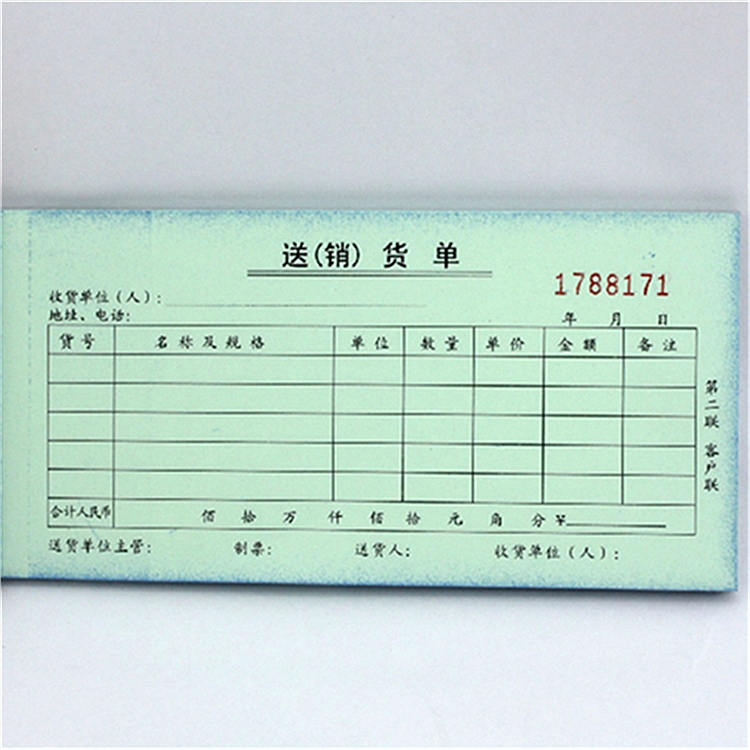 送(销)货单
1788171
收货单位(人):
地址、电话:
年 月 日
货号 名称及规格 单位 数量 单价 金额 备注
合计人民币 佰 拾 万 仟 佰 拾 元 角 分 ¥
送货单位主管: 制票: 送货人: 收货单位(人):
第二联 客户联